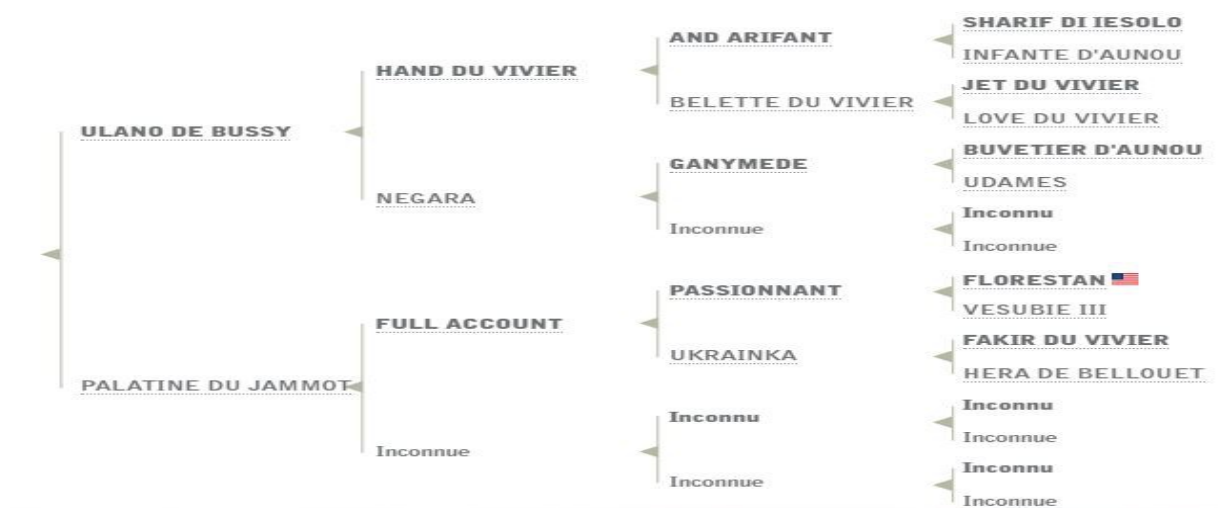 SHARIF DI IESOLO
AND ARIFANT
INFANTE D'AUNOU
HAND DU VIVIER
JET DU VIVIER
BELETTE DU VIVIER
LOVE DU VIVIER
ULANO DE BUSSY
BUVETIER D'AUNOU
GANYMEDE
UDAMES
NEGARA
Inconnu
Inconnue
Inconnue
FLORESTAN
PASSIONNANT
VESUBIE III
FULL ACCOUNT
FAKIR DU VIVIER
UKRAINKA
HERA DE BELLOUET
PALATINE DU JAMMOT
Inconnu
Inconnu
Inconnue
Inconnue
Inconnu
Inconnue
Inconnue